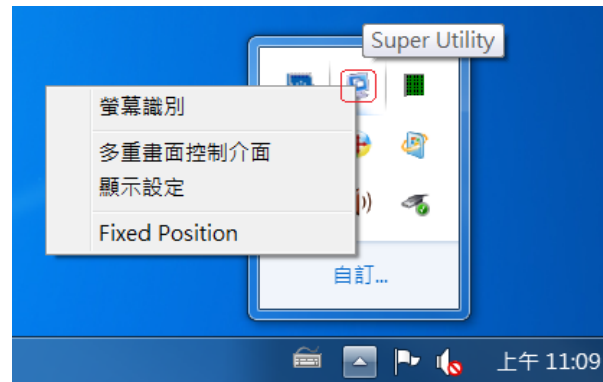 Super Utility
螢幕識別
多重畫面控制介面
顯示設定
Fixed Position
自訂...
上午 11:09